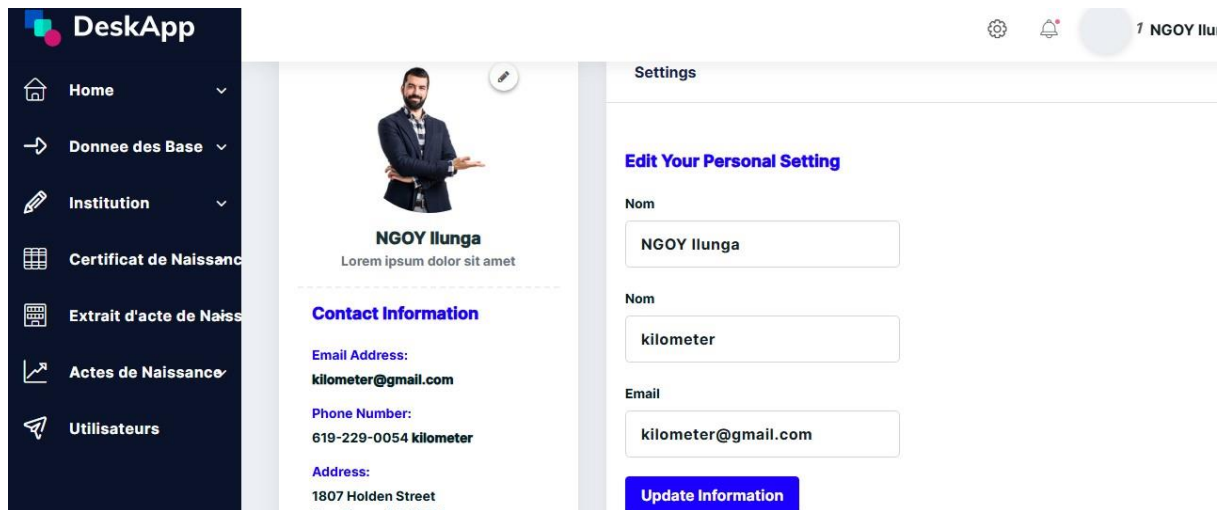 DeskApp
1 NGOY Ilun
Home
Donnee des Base
Institution
Certificat de Naissanc
Extrait d'acte de Naiss
Actes de Naissance
Utilisateurs
NGOY Ilunga
Lorem ipsum dolor sit amet
Contact Information
Email Address:
kilometer@gmail.com
Phone Number:
619-229-0054 kilometer
Address:
1807 Holden Street
Settings
Edit Your Personal Setting
Nom
NGOY Ilunga
Nom
kilometer
Email
kilometer@gmail.com
Update Information